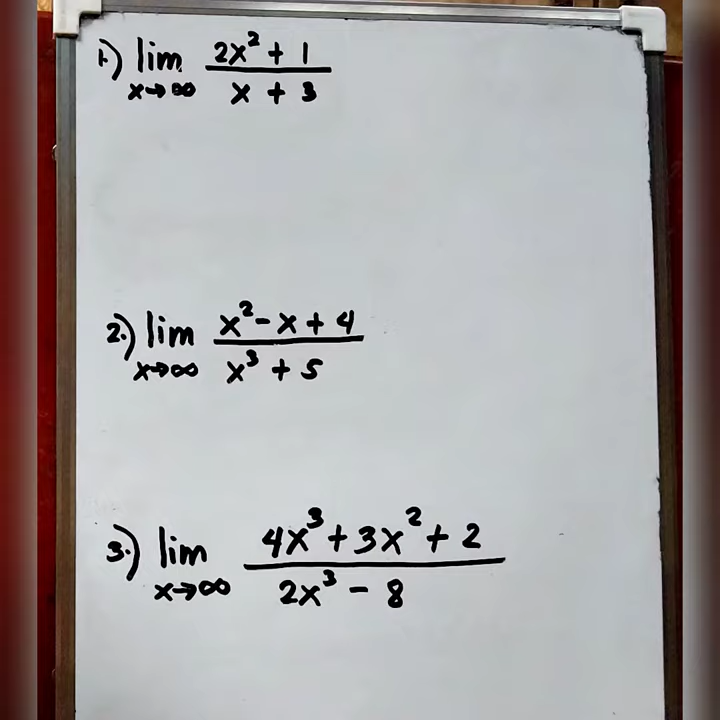 1.) lim 2x² + 1
x→∞ x + 3
2.) lim x² - x + 4
x→∞ x³ + 5
3.) lim 4x³ + 3x² + 2
x→∞ 2x³ - 8